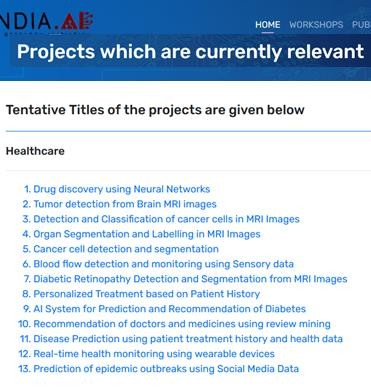 NDIA.AI
HOME WORKSHOPS PUB
Projects which are currently relevant
Tentative Titles of the projects are given below
Healthcare
1. Drug discovery using Neural Networks
2. Tumor detection from Brain MRI images
3. Detection and Classification of cancer cells in MRI Images
4. Organ Segmentation and Labelling in MRI Images
5. Cancer cell detection and segmentation
6. Blood flow detection and monitoring using Sensory data
7. Diabetic Retinopathy Detection and Segmentation from MRI Images
8. Personalized Treatment based on Patient History
9. AI System for Prediction and Recommendation of Diabetes
10. Recommendation of doctors and medicines using review mining
11. Disease Prediction using patient treatment history and health data
12. Real-time health monitoring using wearable devices
13. Prediction of epidemic outbreaks using Social Media Data